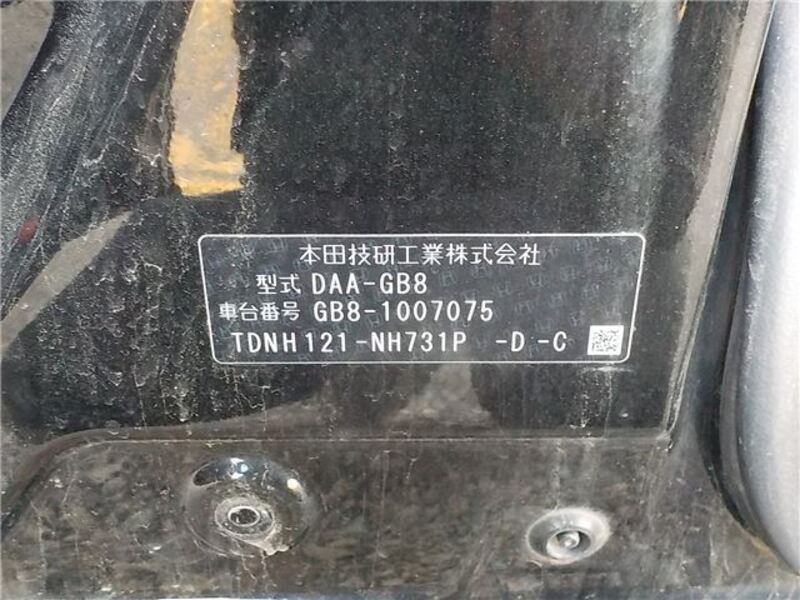 本田技研工業株式会社
型式 DAA-GB8
車台番号 GB8-1007075
TDNH121-NH731P -D -C